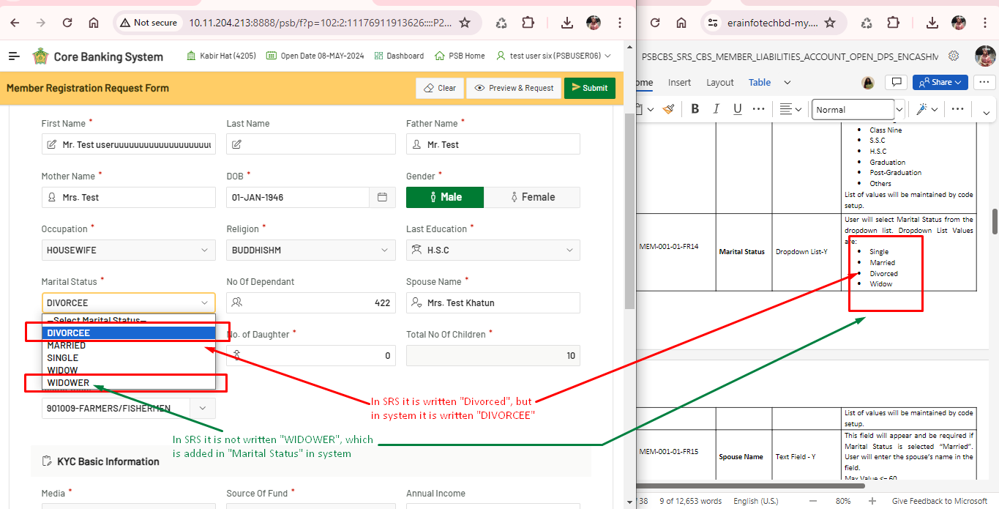 Not secure
10.11.204.213:8888/psb/f?p=102:2:11176911913626::::P2...
erainfotechbd-my....
Core Banking System
Kabir Hat (4205)
Open Date 08-MAY-2024
Dashboard
PSB Home
test user six (PSBUSER06)
Member Registration Request Form
Clear
Preview & Request
Submit
First Name *
Last Name
Father Name *
Mr. Test useruuuuuuuuuuuuuuuuuuuu
Mr. Test
Mother Name *
DOB *
Gender *
Mrs. Test
01-JAN-1946
Male
Female
Occupation *
Religion *
Last Education *
HOUSEWIFE
BUDDHISHM
H.S.C
Marital Status *
No Of Dependant
Spouse Name *
DIVORCEE
422
Mrs. Test Khatun
--Select Marital Status--
DIVORCEE
MARRIED
SINGLE
WIDOW
WIDOWER
No. of Daughter *
Total No Of Children *
0
10
901009-FARMERS/FISHERMEN
In SRS it is written "Divorced", but
in system it is written "DIVORCEE"
In SRS it is not written "WIDOWER", which
is added in "Marital Status" in system
KYC Basic Information
Media *
Source Of Fund *
Annual Income
PSBCBS_SRS_CBS_MEMBER_LIABILITIES_ACCOUNT_OPEN_DPS_ENCASHM
ome
Insert
Layout
Table
Share
B I U
Normal
Class Nine
S.S.C
H.S.C
Graduation
Post-Graduation
Others
List of values will be maintained by code
setup.
MEM-001-01-FR14
Marital Status
Dropdown List-Y
User will select Marital Status from the
dropdown list. Dropdown List Values
are:
Single
Married
Divorced
Widow
List of values will be maintained by code
setup.
MEM-001-01-FR15
Spouse Name
Text Field - Y
This field will appear and be required if
Marital Status is selected “Married”.
User will enter the spouse’s name in the
field.
Max Value <= 60
f 38
9 of 12,653 words
English (U.S.)
80%
Give Feedback to Microsoft